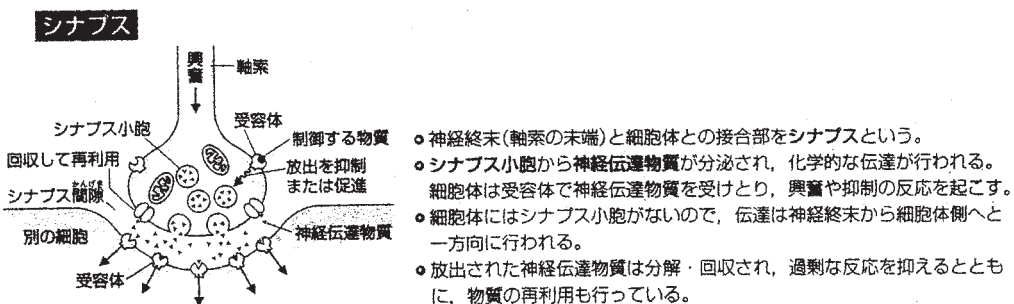 シナプス
興奮
軸索
シナプス小胞
受容体
制御する物質
回収して再利用
放出を抑制
または促進
シナプス間隙
かんげき
別の細胞
神経伝達物質
受容体
神経終末(軸索の末端)と細胞体との接合部をシナプスという。
シナプス小胞から神経伝達物質が分泌され，化学的な伝達が行われる。
細胞体は受容体で神経伝達物質を受けとり，興奮や抑制の反応を起こす。
細胞体にはシナプス小胞がないので，伝達は神経終末から細胞体側へと
一方向に行われる。
放出された神経伝達物質は分解・回収され，過剰な反応を抑えるととも
に，物質の再利用も行っている。